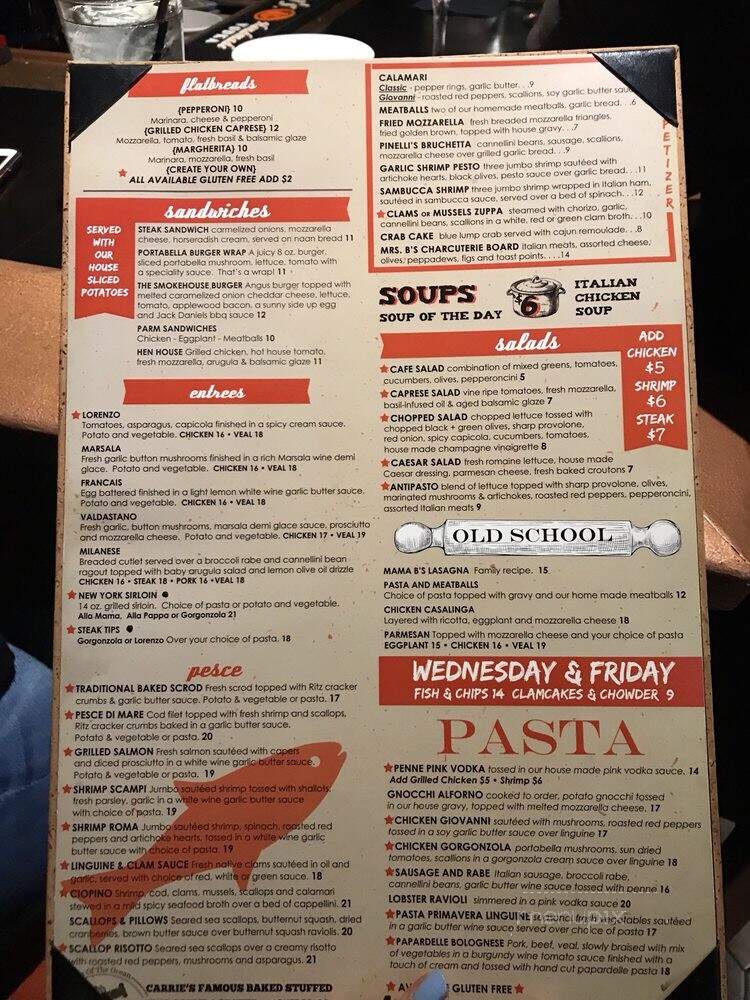 flatbreads
{PEPPERONI} 10
Marinara, cheese & pepperoni
{GRILLED CHICKEN CAPRESE} 12
Mozzarella, tomato, fresh basil & balsamic glaze
{MARGHERITA} 10
Marinara, mozzarella, fresh basil
{CREATE YOUR OWN}
ALL AVAILABLE GLUTEN FREE ADD $2
sandwiches
SERVED
WITH
OUR
HOUSE
SLICED
POTATOES
STEAK SANDWICH carmelized onions, mozzarella
cheese, horseradish cream, served on naan bread 11
PORTABELLA BURGER WRAP A juicy 8 oz. burger,
sliced portabella mushroom, lettuce, tomato with
a speciality sauce. That's a wrap! 11
THE SMOKEHOUSE BURGER Angus burger topped with
melted caramelized onion cheddar cheese, lettuce,
tomato, applewood bacon, a sunny side up egg
and Jack Daniels bbq sauce 12
PARM SANDWICHES
Chicken - Eggplant - Meatballs 10
HEN HOUSE Grilled chicken, hot house tomato,
fresh mozzarella, arugula & balsamic glaze 11
entrees
LORENZO
Tomatoes, asparagus, capicola finished in a spicy cream sauce.
Potato and vegetable. CHICKEN 16 • VEAL 18
MARSALA
Fresh garlic button mushrooms finished in a rich Marsala wine demi
glace. Potato and vegetable. CHICKEN 16 • VEAL 18
FRANCAIS
Egg battered finished in a light lemon white wine garlic butter sauce.
Potato and vegetable. CHICKEN 16 • VEAL 18
VALDASTANO
Fresh garlic, button mushrooms, marsala demi glace sauce, prosciutto
and mozzarella cheese. Potato and vegetable. CHICKEN 17 • VEAL 19
MILANESE
Breaded cutlet served over a broccoli rabe and cannellini bean
ragout topped with baby arugula salad and lemon olive oil drizzle
CHICKEN 16 • STEAK 18 • PORK 16 •VEAL 18
NEW YORK SIRLOIN
14 oz. grilled sirloin. Choice of pasta or potato and vegetable.
Alla Mama, Alla Pappa or Gorgonzola 21
STEAK TIPS
Gorgonzola or Lorenzo Over your choice of pasta. 18
pesce
TRADITIONAL BAKED SCROD Fresh scrod topped with Ritz cracker
crumbs & garlic butter sauce. Potato & vegetable or pasta. 17
PESCE DI MARE Cod filet topped with fresh shrimp and scallops,
Ritz cracker crumbs baked in a garlic butter sauce.
Potato & vegetable or pasta. 20
GRILLED SALMON Fresh salmon sautéed with capers
and diced prosciutto in a white wine garlic butter sauce.
Potato & vegetable or pasta. 19
SHRIMP SCAMPI Jumbo sautéed shrimp tossed with shallots,
fresh parsley, garlic in a white wine garlic butter sauce
with choice of pasta. 19
SHRIMP ROMA Jumbo sautéed shrimp, spinach, roasted red
peppers and artichoke hearts, tossed in a white wine garlic
butter sauce with choice of pasta. 19
LINGUINE & CLAM SAUCE Fresh native clams sautéed in oil and
garlic, served with choice of red, white or green sauce. 18
CIOPINO Shrimp, cod, clams, mussels, scallops and calamari
stewed in a mild spicy seafood broth over a bed of cappellini. 21
SCALLOPS & PILLOWS Seared sea scallops, butternut squash, dried
cranberries, brown butter sauce over butternut squash raviolis. 20
SCALLOP RISOTTO Seared sea scallops over a creamy risotto
with roasted red peppers, mushrooms and asparagus. 21
Of The Ocean
CARRIE'S FAMOUS BAKED STUFFED
CALAMARI
Classic - pepper rings, garlic butter. . .9
Giovanni - roasted red peppers, scallions, soy garlic butter
MEATBALLS two of our homemade meatballs, garlic bread. . .6
FRIED MOZZARELLA fresh breaded mozzarella triangles,
fried golden brown, topped with house gravy. . .7
PINELLI'S BRUCHETTA cannellini beans, sausage, scallions,
mozzarella cheese over grilled garlic bread. . .9
GARLIC SHRIMP PESTO three jumbo shrimp sautéed with
artichoke hearts, black olives, pesto sauce over garlic bread. . .11
SAMBUCCA SHRIMP three jumbo shrimp wrapped in Italian ham,
sautéed in sambucca sauce, served over a bed of spinach. . .12
CLAMS or MUSSELS ZUPPA steamed with chorizo, garlic,
cannellini beans, scallions in a white, red or green clam broth. . .10
CRAB CAKE blue lump crab served with cajun remoulade. . .8
MRS. B'S CHARCUTERIE BOARD italian meats, assorted cheese,
olives, peppadews, figs and toast points. . . .14
PETIZER
SOUPS
SOUP OF THE DAY
6
ITALIAN
CHICKEN
SOUP
salads
ADD
CHICKEN
$5
SHRIMP
$6
STEAK
$7
CAFE SALAD combination of mixed greens, tomatoes,
cucumbers, olives, pepperoncini 5
CAPRESE SALAD vine ripe tomatoes, fresh mozzarella,
basil-infused oil & aged balsamic glaze 7
CHOPPED SALAD chopped lettuce tossed with
chopped black + green olives, sharp provolone,
red onion, spicy capicola, cucumbers, tomatoes,
house made champagne vinaigrette 8
CAESAR SALAD fresh romaine lettuce, house made
Caesar dressing, parmesan cheese, fresh baked croutons 7
ANTIPASTO blend of lettuce topped with sharp provolone, olives,
marinated mushrooms & artichokes, roasted red peppers, pepperoncini,
assorted Italian meats 9
OLD SCHOOL
MAMA B'S LASAGNA Family recipe. 15
PASTA AND MEATBALLS
Choice of pasta topped with gravy and our home made meatballs 12
CHICKEN CASALINGA
Layered with ricotta, eggplant and mozzarella cheese 18
PARMESAN Topped with mozzarella cheese and your choice of pasta
EGGPLANT 15 • CHICKEN 16 • VEAL 19
WEDNESDAY & FRIDAY
FISH & CHIPS 14 CLAMCAKES & CHOWDER 9
PASTA
PENNE PINK VODKA tossed in our house made pink vodka sauce. 14
Add Grilled Chicken $5 • Shrimp $6
GNOCCHI ALFORNO cooked to order, potato gnocchi tossed
in our house gravy, topped with melted mozzarella cheese. 17
CHICKEN GIOVANNI sautéed with mushrooms, roasted red peppers
tossed in a soy garlic butter sauce over linguine 17
CHICKEN GORGONZOLA portabella mushrooms, sun dried
tomatoes, scallions in a gorgonzola cream sauce over linguine 18
SAUSAGE AND RABE Italian sausage, broccoli rabe,
cannellini beans, garlic butter wine sauce tossed with penne 16
LOBSTER RAVIOLI simmered in a pink vodka sauce 20
PASTA PRIMAVERA LINGUINE vegetables sautéed
in a garlic butter wine sauce served over choice of pasta 17
PAPARDELLE BOLOGNESE Pork, beef, veal, slowly braised with mix
of vegetables in a burgundy wine tomato sauce finished with a
touch of cream and tossed with hand cut papardelle pasta 18
GLUTEN FREE